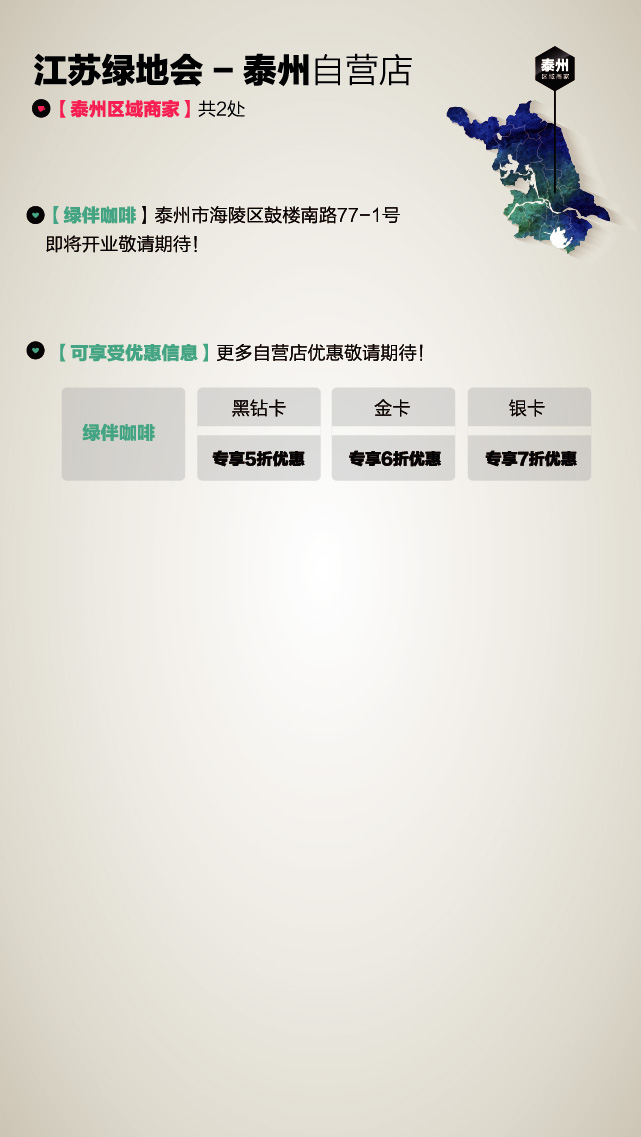 江苏绿地会 - 泰州自营店
泰州
区域商家
【泰州区域商家】共2处
【绿伴咖啡】泰州市海陵区鼓楼南路77-1号
即将开业敬请期待!
【可享受优惠信息】更多自营店优惠敬请期待!
绿伴咖啡
黑钻卡
金卡
银卡
专享5折优惠
专享6折优惠
专享7折优惠